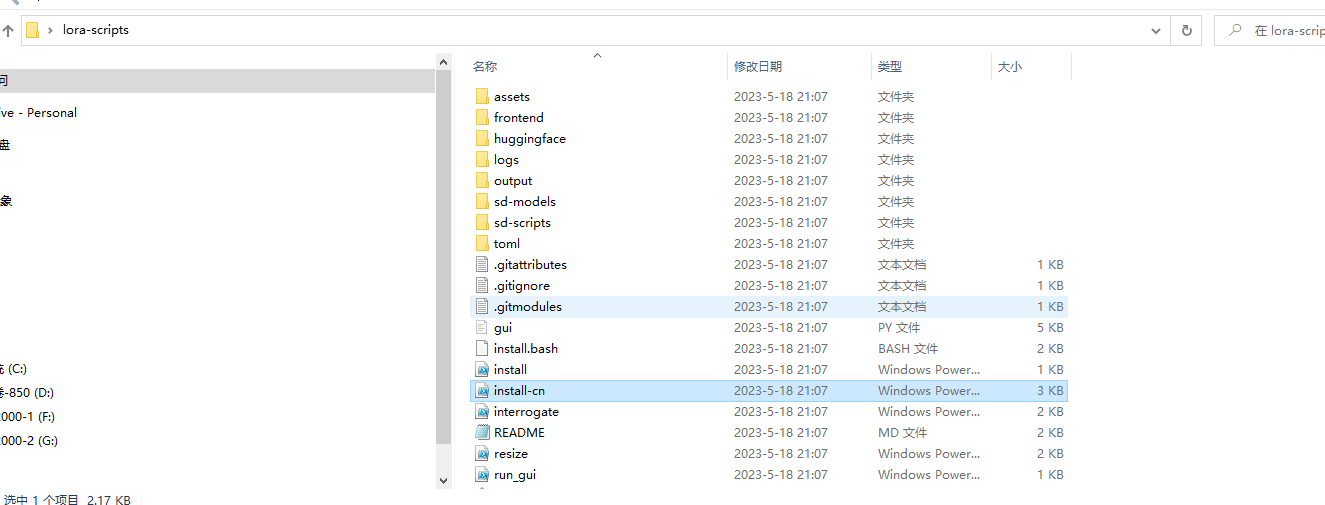 lora-scripts
在 lora-scrip
名称 修改日期 类型 大小
问
ive - Personal
盘
象
(C:)
-850 (D:)
2000-1 (F:)
2000-2 (G:)
assets 2023-5-18 21:07 文件夹
frontend 2023-5-18 21:07 文件夹
huggingface 2023-5-18 21:07 文件夹
logs 2023-5-18 21:07 文件夹
output 2023-5-18 21:07 文件夹
sd-models 2023-5-18 21:07 文件夹
sd-scripts 2023-5-18 21:07 文件夹
toml 2023-5-18 21:07 文件夹
.gitattributes 2023-5-18 21:07 文本文档 1 KB
.gitignore 2023-5-18 21:07 文本文档 1 KB
.gitmodules 2023-5-18 21:07 文本文档 1 KB
gui 2023-5-18 21:07 PY 文件 5 KB
install.bash 2023-5-18 21:07 BASH 文件 2 KB
install 2023-5-18 21:07 Windows Power... 1 KB
install-cn 2023-5-18 21:07 Windows Power... 3 KB
interrogate 2023-5-18 21:07 Windows Power... 2 KB
README 2023-5-18 21:07 MD 文件 2 KB
resize 2023-5-18 21:07 Windows Power... 2 KB
run_gui 2023-5-18 21:07 Windows Power... 1 KB
选中 1 个项目 2.17 KB